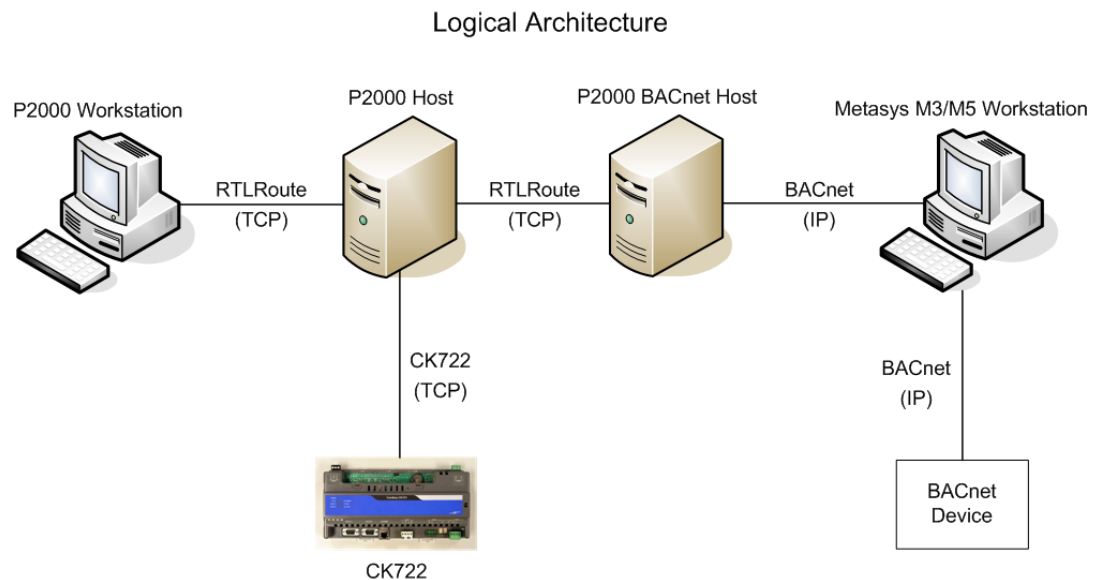 Logical Architecture
P2000 Workstation
P2000 Host
P2000 BACnet Host
Metasys M3/M5 Workstation
RTLRoute
(TCP)
RTLRoute
(TCP)
BACnet
(IP)
CK722
(TCP)
BACnet
(IP)
BACnet
Device
CK722